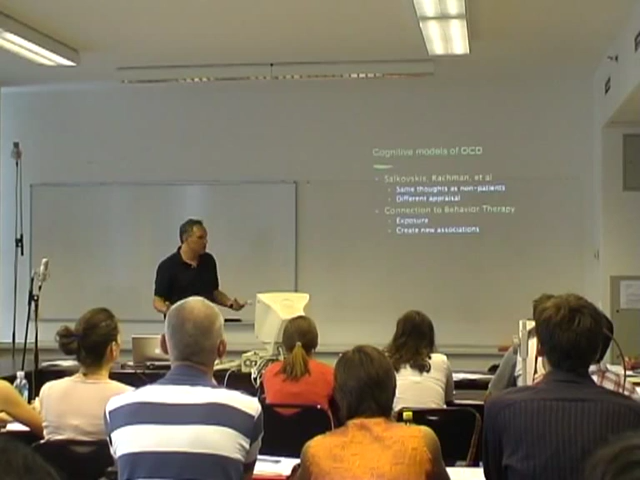 Cognitive models of OCD
- Salkovskis, Rachman, et al
- Same thoughts as non-patients
- Different appraisal
- Connection to Behavior Therapy
- Exposure
- Create new associations